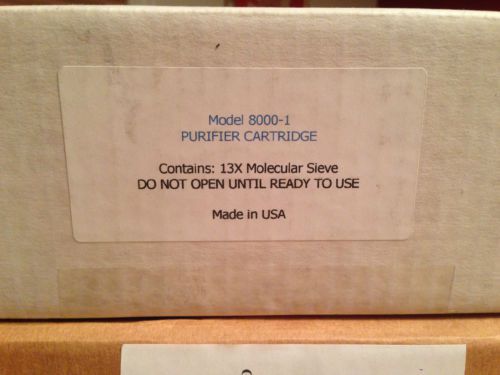 Model 8000-1
PURIFIER CARTRIDGE
Contains: 13X Molecular Sieve
DO NOT OPEN UNTIL READY TO USE
Made in USA